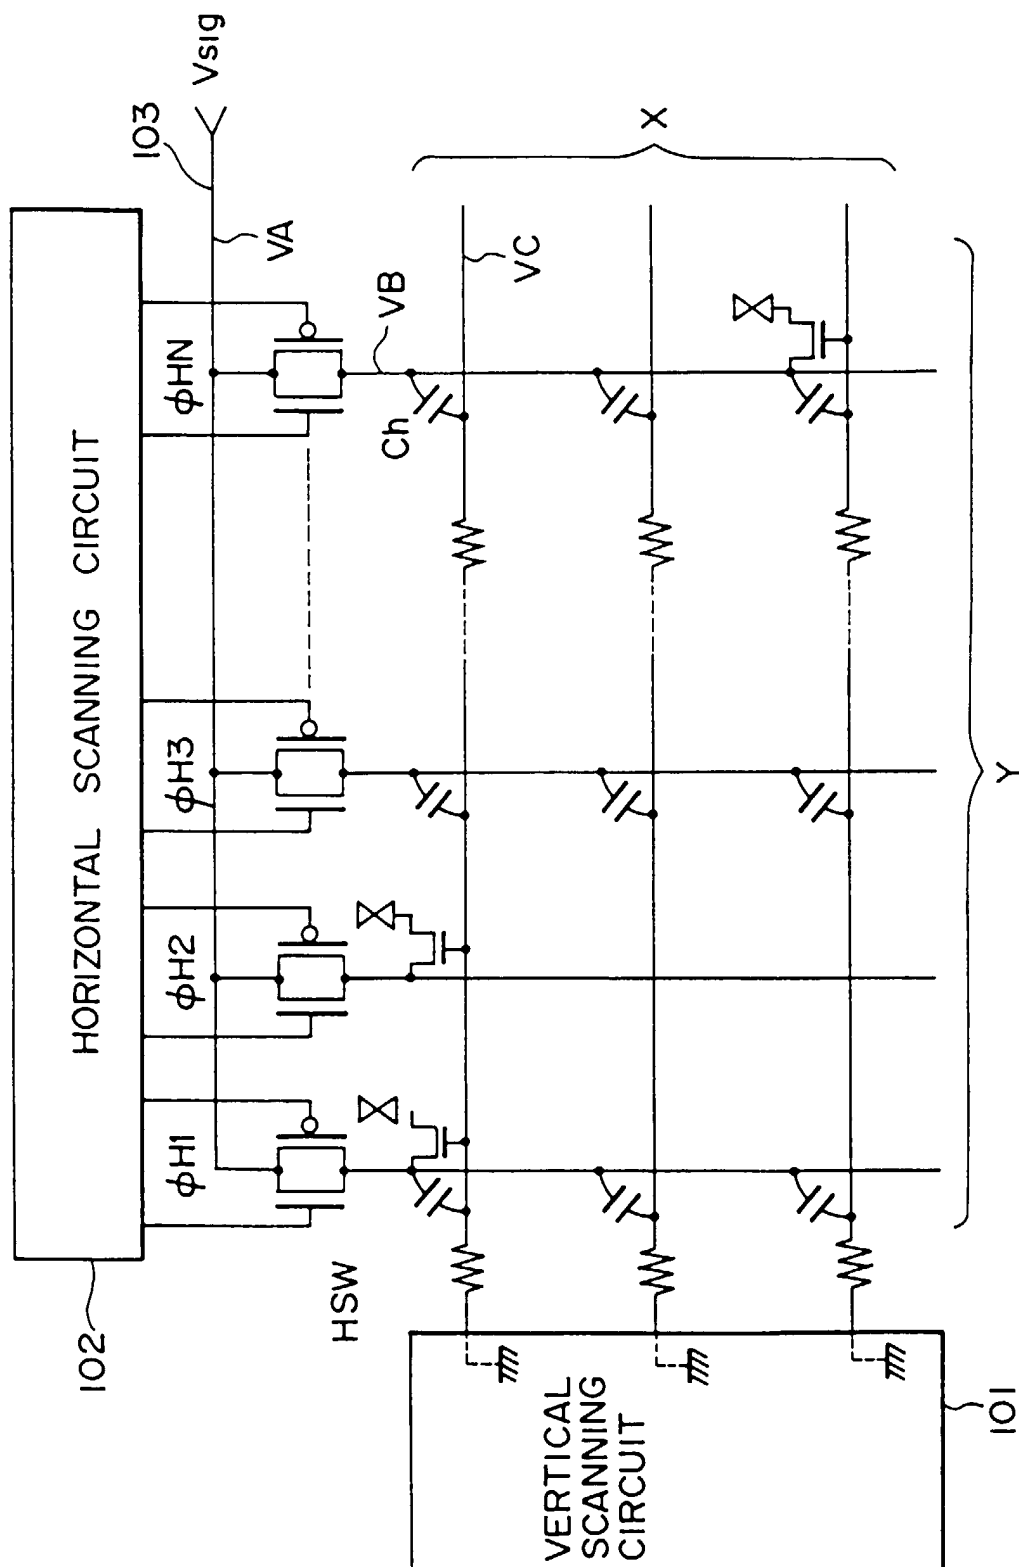 HORIZONTAL SCANNING CIRCUIT
102
103
Vsig
VA
φH1
φH2
φH3
φHN
HSW
VB
Ch
VC
X
VERTICAL
SCANNING
CIRCUIT
101
Y